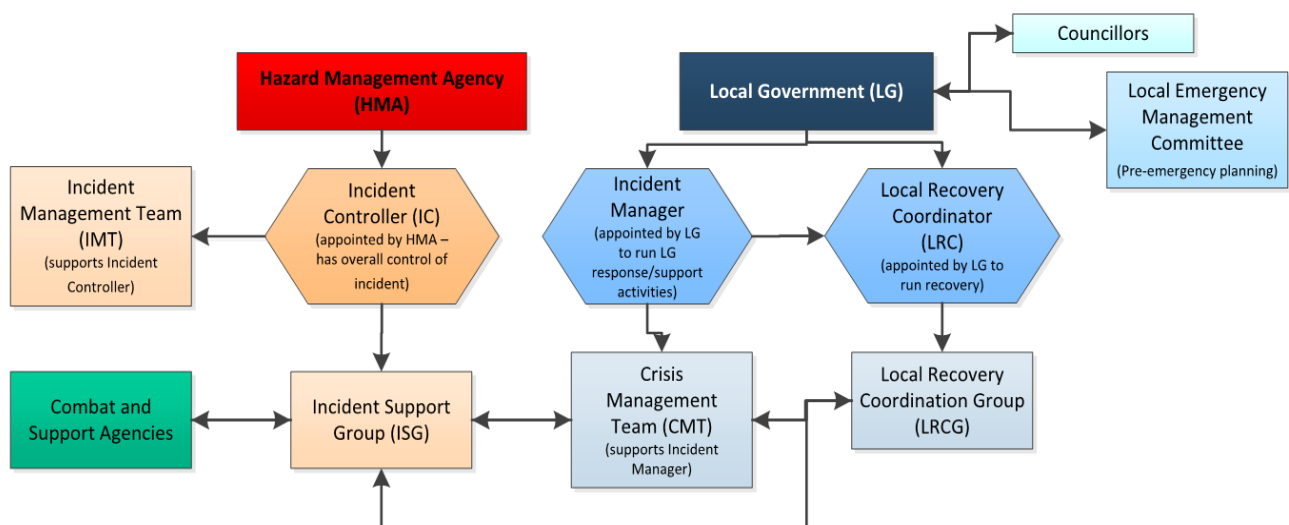 Councillors
Hazard Management Agency
(HMA)
Local Government (LG)
Local Emergency
Management
Committee
(Pre-emergency planning)
Incident
Management Team
(IMT)
(supports Incident
Controller)
Incident
Controller (IC)
(appointed by HMA –
has overall control of
incident)
Incident
Manager
(appointed by LG
to run LG
response/support
activities)
Local Recovery
Coordinator
(LRC)
(appointed by LG to
run recovery)
Combat and
Support Agencies
Incident Support
Group (ISG)
Crisis
Management
Team (CMT)
(supports Incident
Manager)
Local Recovery
Coordination Group
(LRCG)